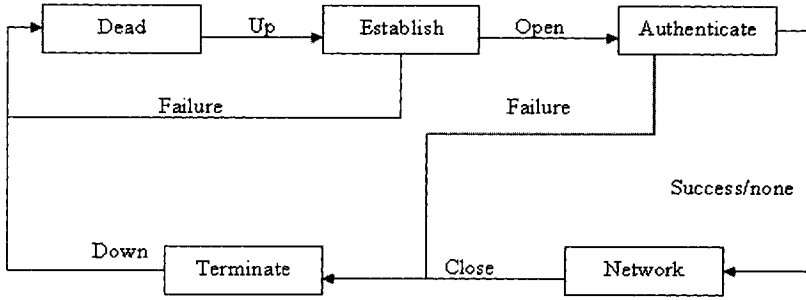 Dead
Up
Establish
Open
Authenticate
Failure
Failure
Success/none
Down
Terminate
Close
Network